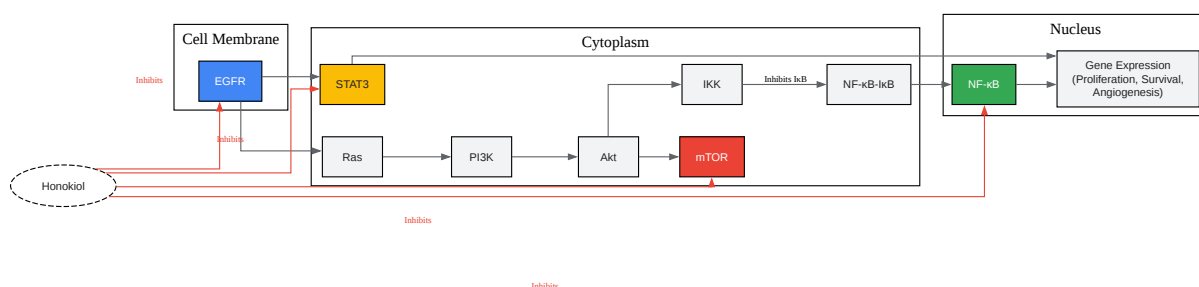 Nucleus
Cell Membrane
Cytoplasm
Gene Expression
(Proliferation, Survival,
Angiogenesis)
Inhibits
EGFR
STAT3
IKK
Inhibits IκB
NF-κB-IκB
NF-κB
Inhibits
Ras
PI3K
Akt
mTOR
Honokiol
Inhibits
Inhibits